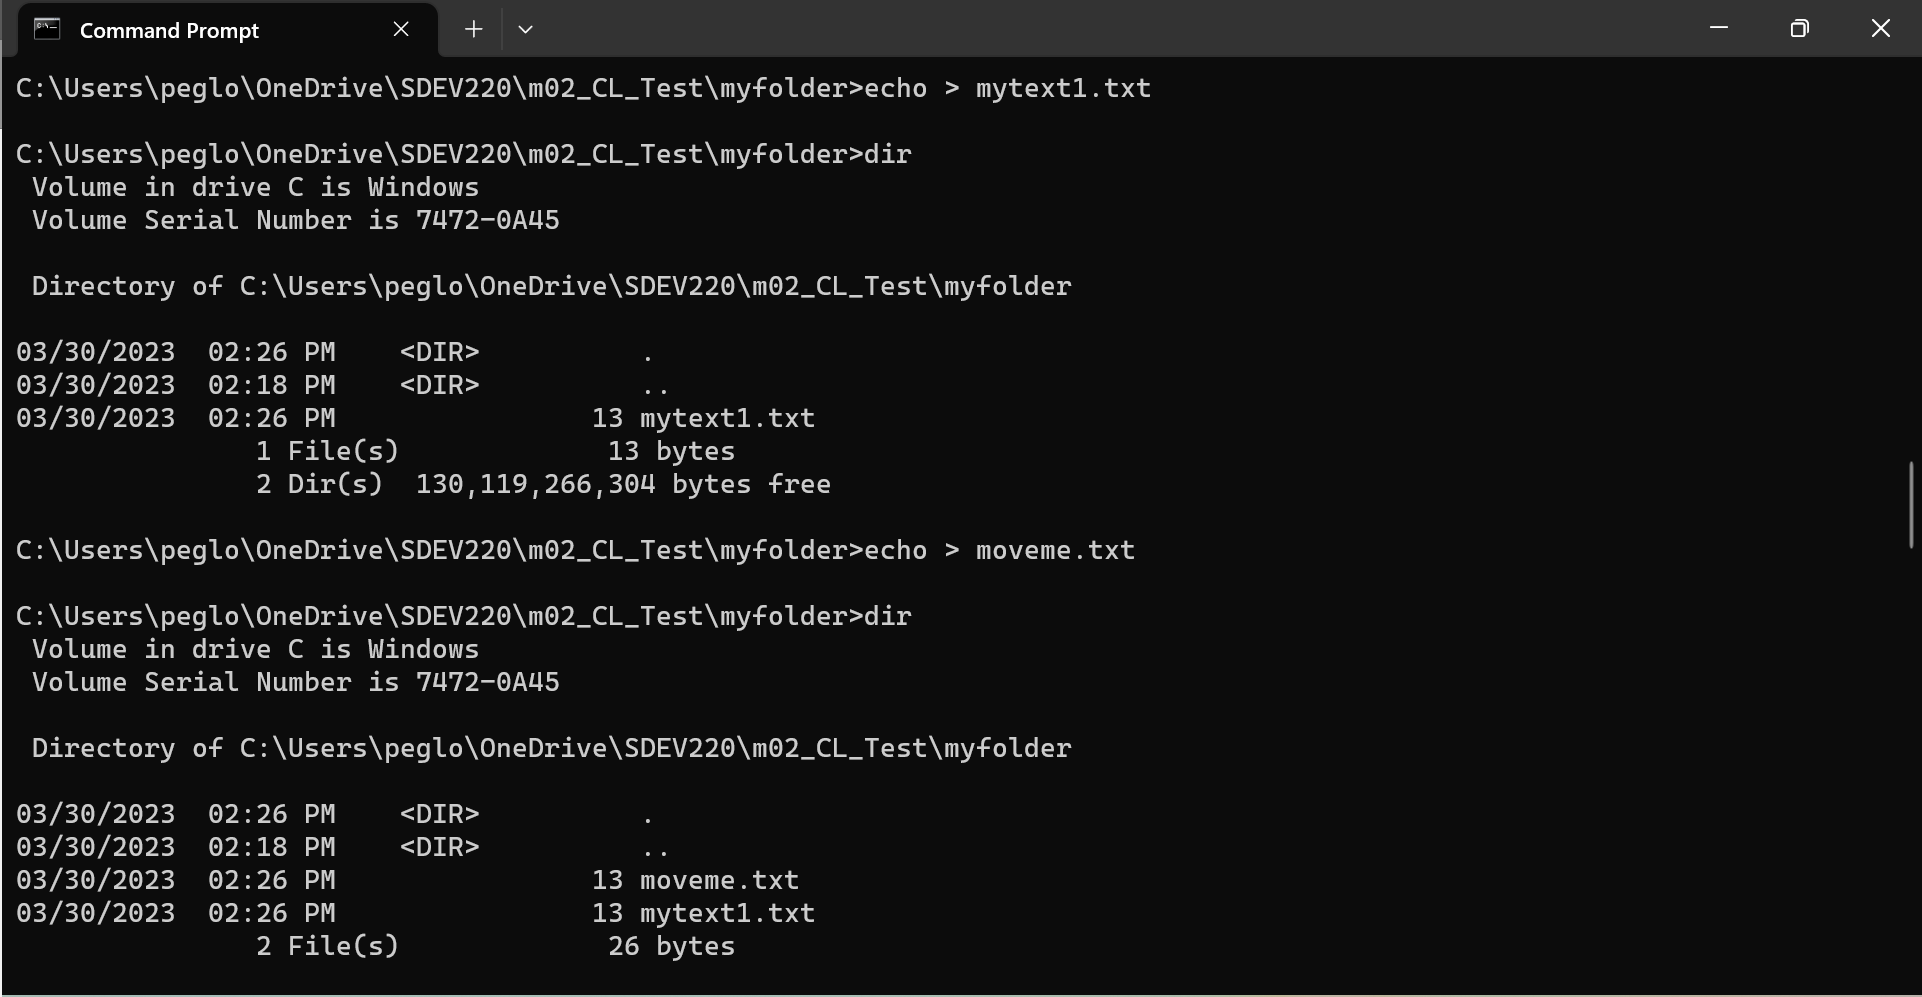 Command Prompt
C:\Users\peglo\OneDrive\SDEV220\m02_CL_Test\myfolder>echo > mytext1.txt

C:\Users\peglo\OneDrive\SDEV220\m02_CL_Test\myfolder>dir
 Volume in drive C is Windows
 Volume Serial Number is 7472-0A45

 Directory of C:\Users\peglo\OneDrive\SDEV220\m02_CL_Test\myfolder

03/30/2023  02:26 PM    <DIR>          .
03/30/2023  02:18 PM    <DIR>          ..
03/30/2023  02:26 PM                13 mytext1.txt
               1 File(s)             13 bytes
               2 Dir(s)  130,119,266,304 bytes free

C:\Users\peglo\OneDrive\SDEV220\m02_CL_Test\myfolder>echo > moveme.txt

C:\Users\peglo\OneDrive\SDEV220\m02_CL_Test\myfolder>dir
 Volume in drive C is Windows
 Volume Serial Number is 7472-0A45

 Directory of C:\Users\peglo\OneDrive\SDEV220\m02_CL_Test\myfolder

03/30/2023  02:26 PM    <DIR>          .
03/30/2023  02:18 PM    <DIR>          ..
03/30/2023  02:26 PM                13 moveme.txt
03/30/2023  02:26 PM                13 mytext1.txt
               2 File(s)             26 bytes